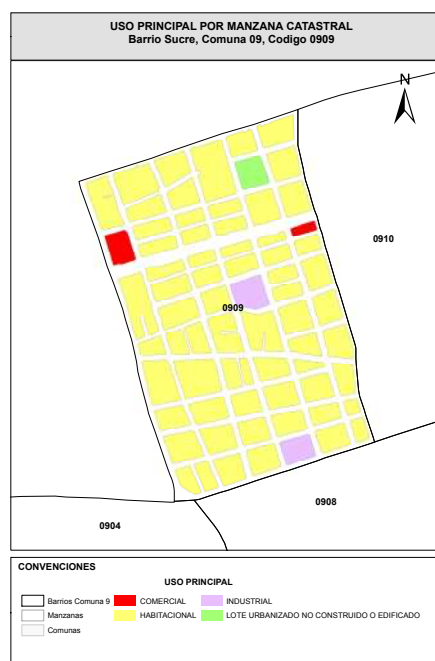 USO PRINCIPAL POR MANZANA CATASTRAL
Barrio Sucre, Comuna 09, Codigo 0909
N
0910
0909
0908
0904
CONVENCIONES
USO PRINCIPAL
Barrios Comuna 9
COMERCIAL
INDUSTRIAL
Manzanas
HABITACIONAL
LOTE URBANIZADO NO CONSTRUIDO O EDIFICADO
Comunas